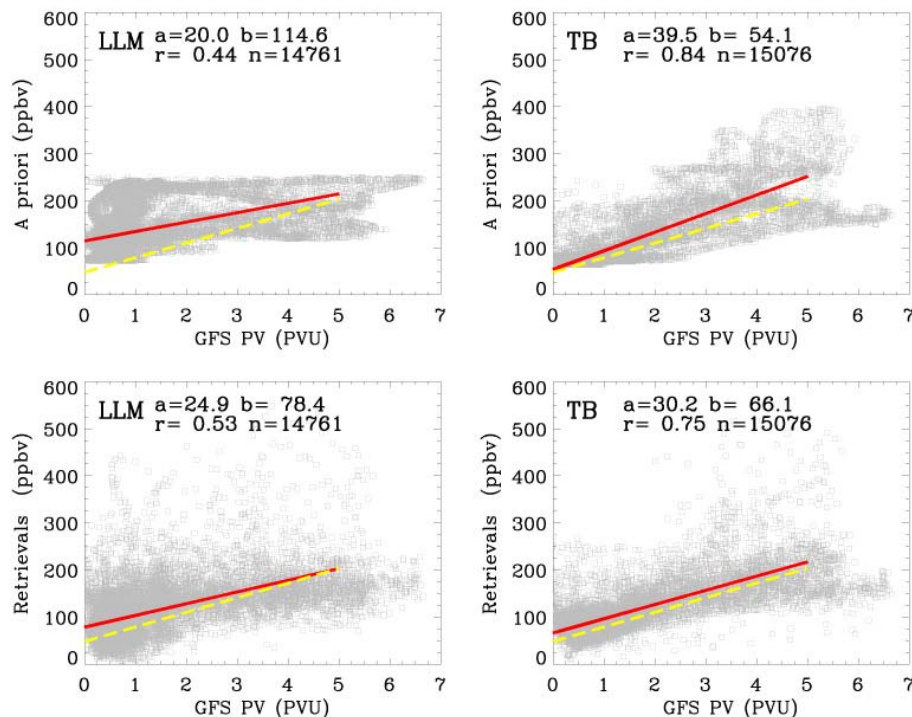 LLM a=20.0 b=114.6
r= 0.44 n=14761
A priori (ppbv)
600
500
400
300
200
100
0
0 1 2 3 4 5 6 7
GFS PV (PVU)
TB a=39.5 b= 54.1
r= 0.84 n=15076
A priori (ppbv)
600
500
400
300
200
100
0
0 1 2 3 4 5 6 7
GFS PV (PVU)
LLM a=24.9 b= 78.4
r= 0.53 n=14761
Retrievals (ppbv)
600
500
400
300
200
100
0
0 1 2 3 4 5 6 7
GFS PV (PVU)
TB a=30.2 b= 66.1
r= 0.75 n=15076
Retrievals (ppbv)
600
500
400
300
200
100
0
0 1 2 3 4 5 6 7
GFS PV (PVU)